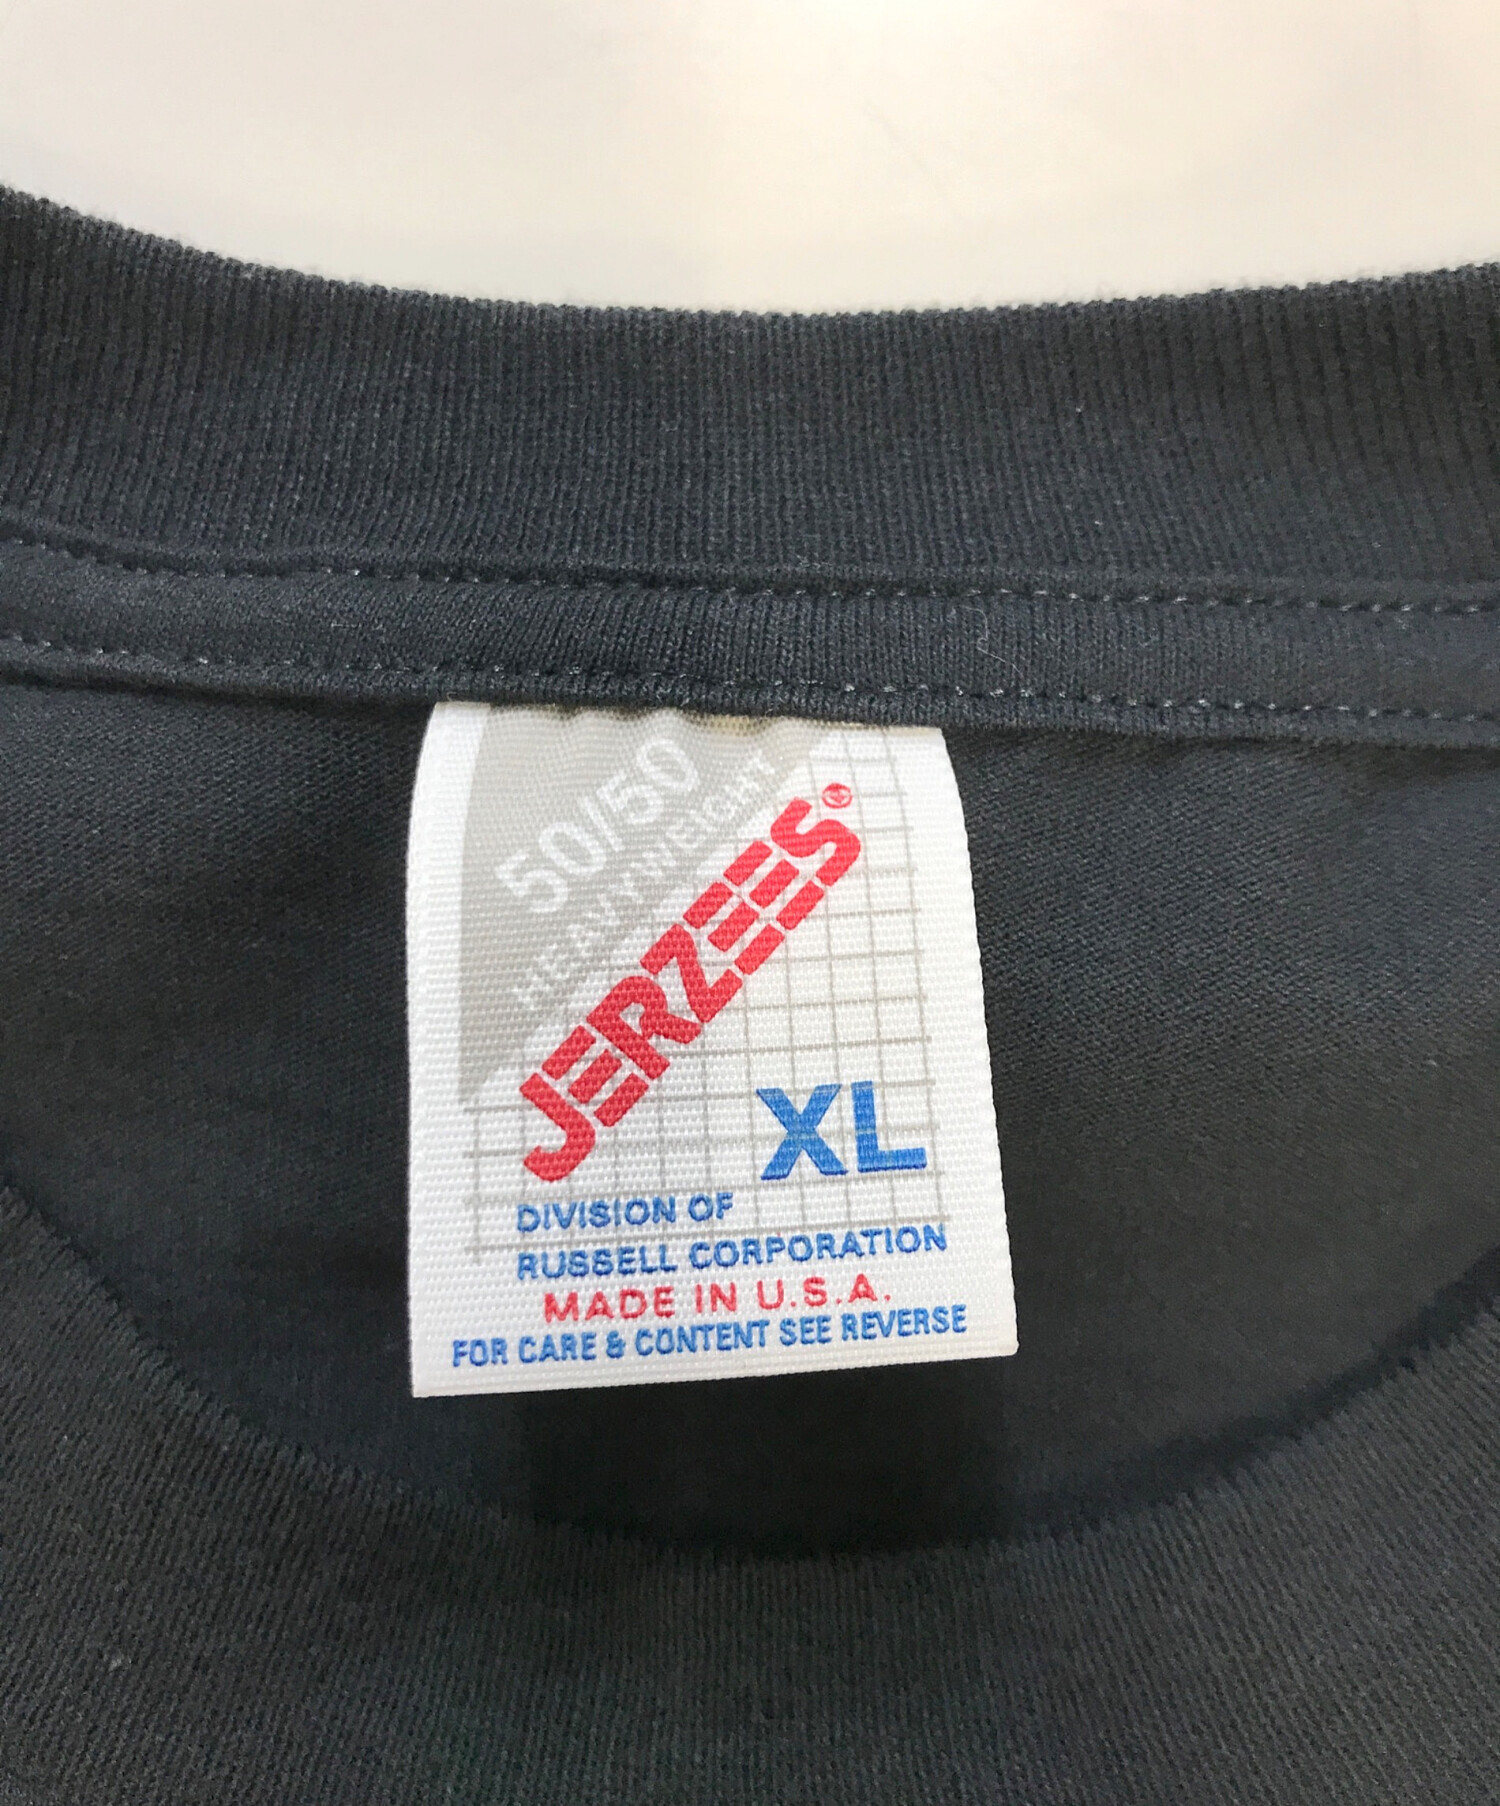 50/50
HEAVYWEIGHT
JERZEES®
XL
DIVISION OF
RUSSELL CORPORATION
MADE IN U.S.A.
FOR CARE & CONTENT SEE REVERSE